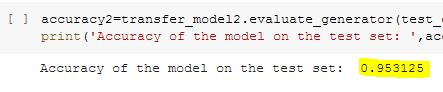 [ ] accuracy2=transfer_model2.evaluate_generator(test_
print('Accuracy of the model on the test set: ',ac
Accuracy of the model on the test set: 0.953125